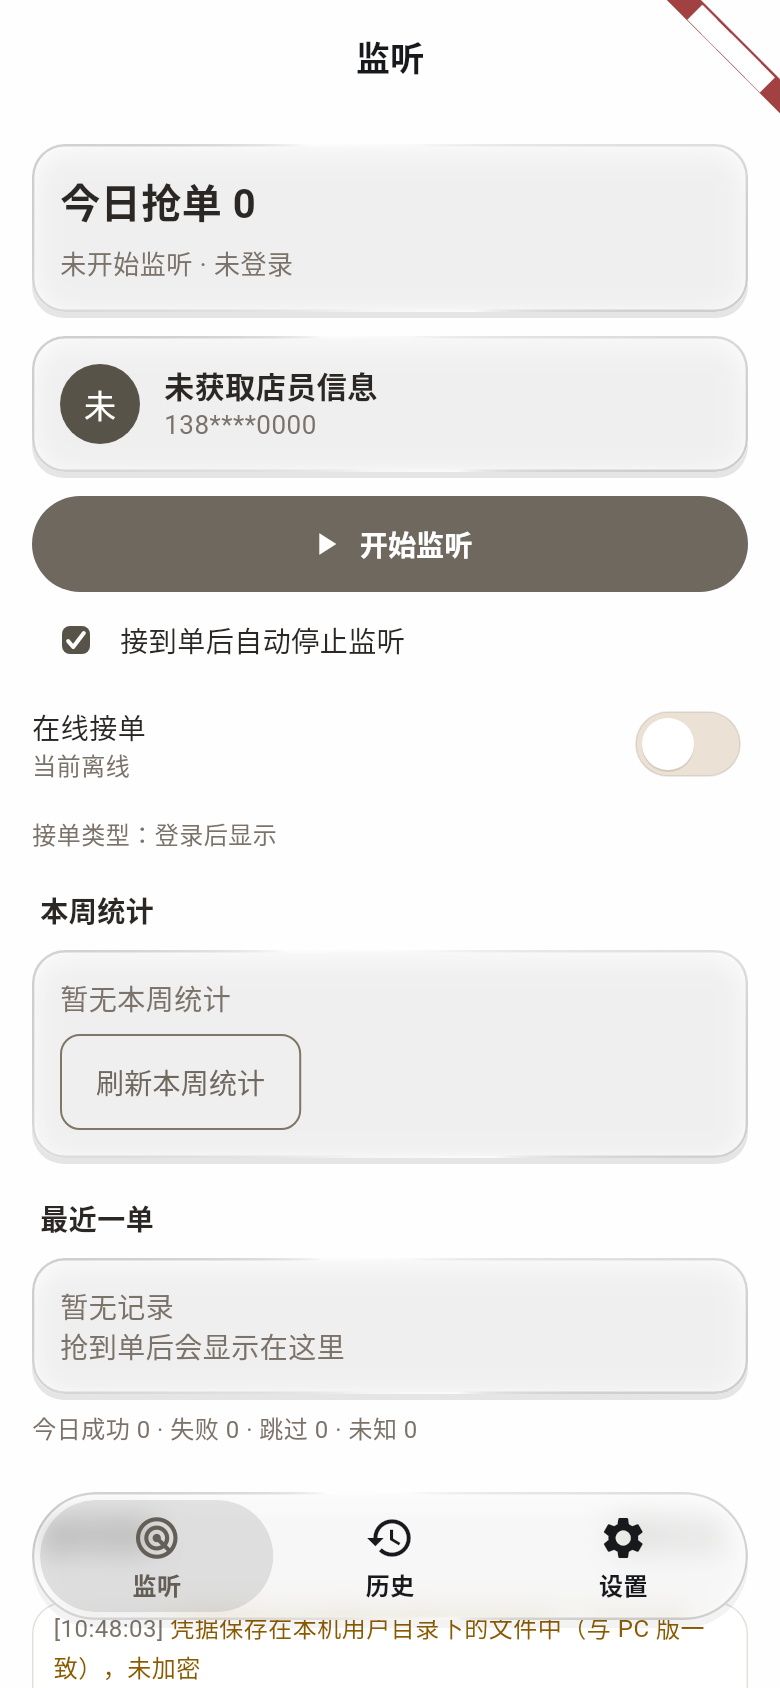 监听
今日抢单 0
未开始监听 · 未登录
未
未获取店员信息
138****0000
开始监听
接到单后自动停止监听
在线接单
当前离线
接单类型：登录后显示
本周统计
暂无本周统计
刷新本周统计
最近一单
暂无记录
抢到单后会显示在这里
今日成功 0 · 失败 0 · 跳过 0 · 未知 0
监听
历史
设置
[10:48:03] 凭据保存在本机用户目录下的文件中（与 PC 版一
致），未加密